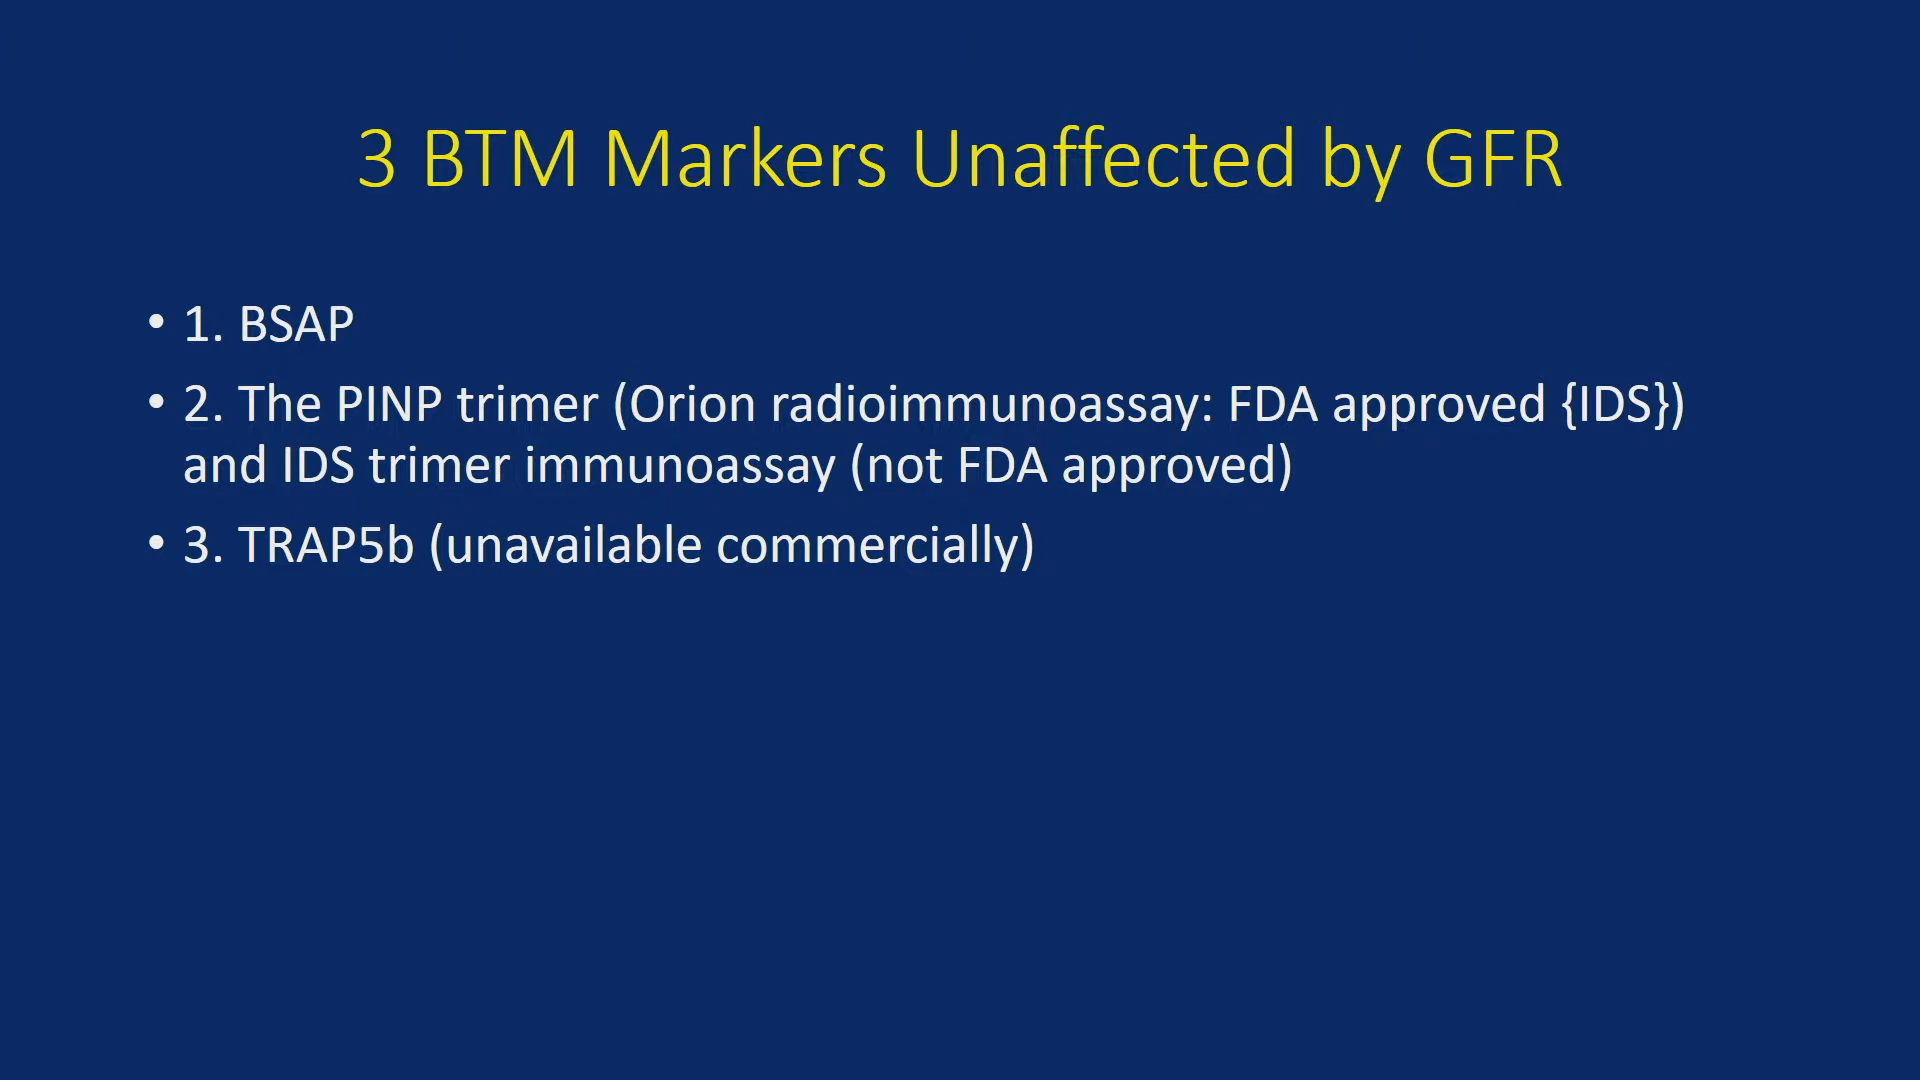 3 BTM Markers Unaffected by GFR
• 1. BSAP
• 2. The PINP trimer (Orion radioimmunoassay: FDA approved {IDS})
and IDS trimer immunoassay (not FDA approved)
• 3. TRAP5b (unavailable commercially)